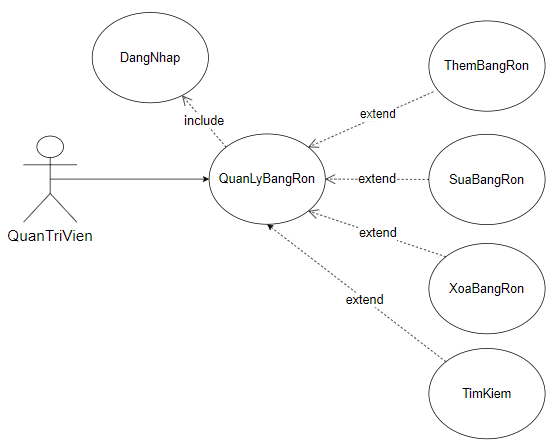 DangNhap
ThemBangRon
extend
include
QuanLyBangRon
extend
SuaBangRon
QuanTriVien
extend
XoaBangRon
extend
TimKiem